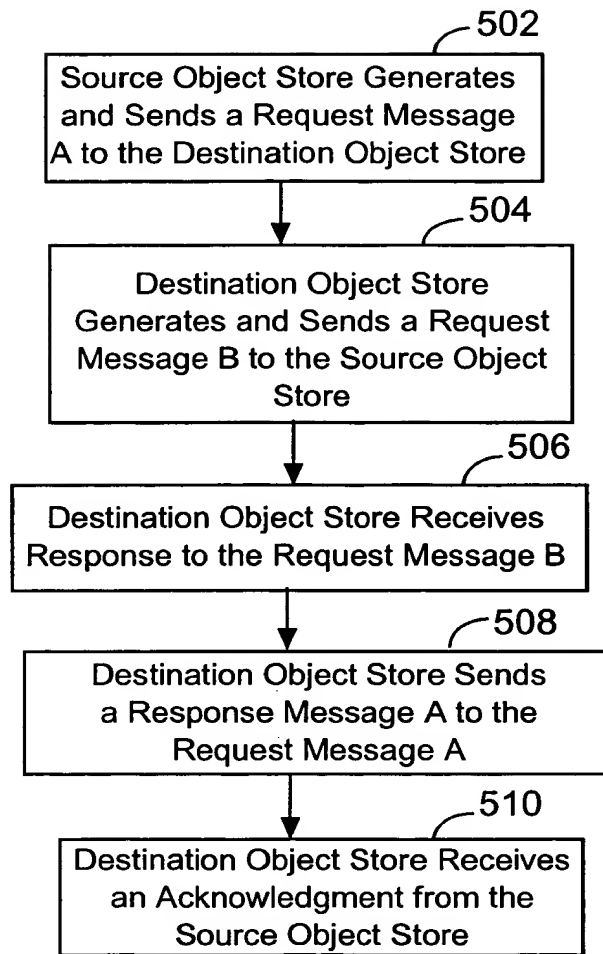 502
Source Object Store Generates
and Sends a Request Message
A to the Destination Object Store
504
Destination Object Store
Generates and Sends a Request
Message B to the Source Object
Store
506
Destination Object Store Receives
Response to the Request Message B
508
Destination Object Store Sends
a Response Message A to the
Request Message A
510
Destination Object Store Receives
an Acknowledgment from the
Source Object Store